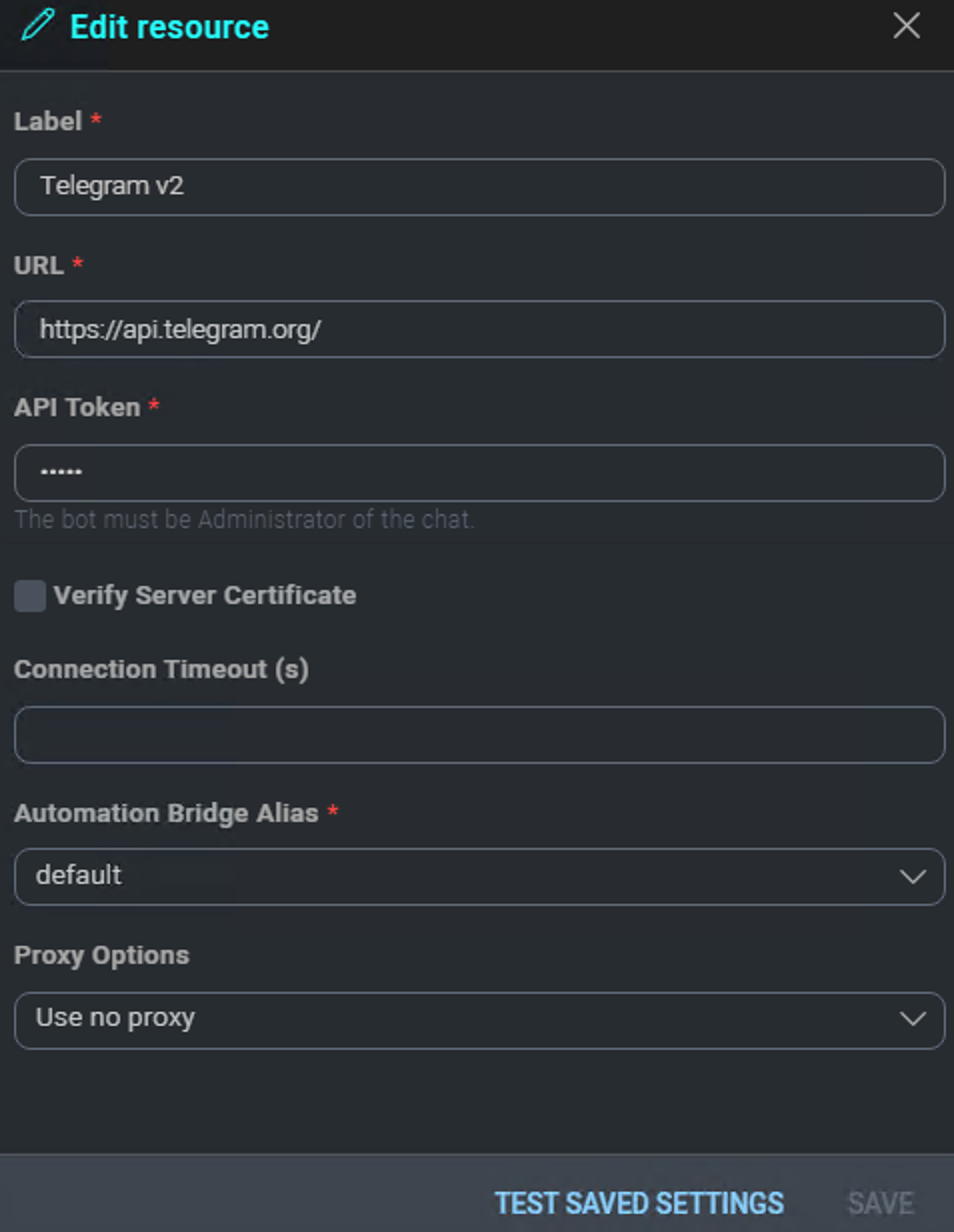 Edit resource
Label *
Telegram v2
URL *
https://api.telegram.org/
API Token *
•••••
The bot must be Administrator of the chat.
Verify Server Certificate
Connection Timeout (s)
Automation Bridge Alias *
default
Proxy Options
Use no proxy
TEST SAVED SETTINGS SAVE